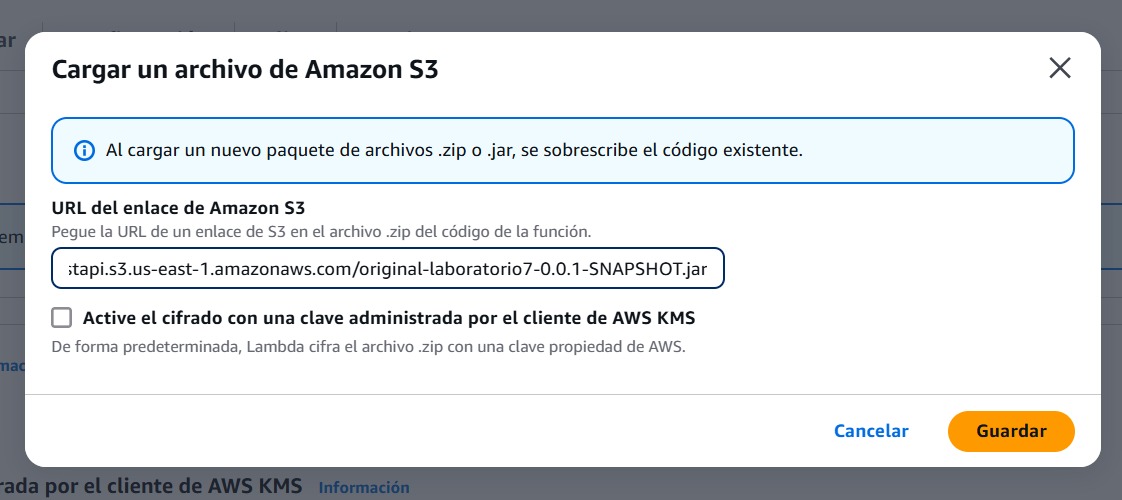 ar
Cargar un archivo de Amazon S3
Al cargar un nuevo paquete de archivos .zip o .jar, se sobrescribe el código existente.
URL del enlace de Amazon S3
Pegue la URL de un enlace de S3 en el archivo .zip del código de la función.
em
stapi.s3.us-east-1.amazonaws.com/original-laboratorio7-0.0.1-SNAPSHOT.jar
Active el cifrado con una clave administrada por el cliente de AWS KMS
De forma predeterminada, Lambda cifra el archivo .zip con una clave propiedad de AWS.
mac
Cancelar
Guardar
rada por el cliente de AWS KMS Información